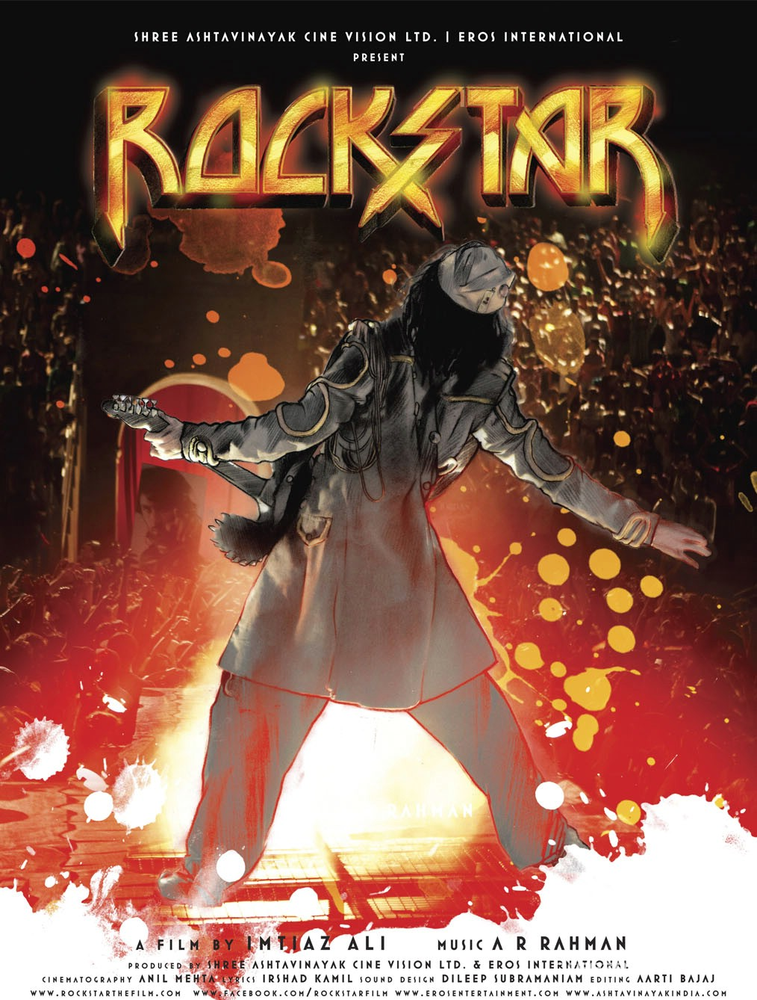 SHREE ASHTAVINAYAK CINE VISION LTD. | EROS INTERNATIONAL
PRESENT
ROCKSTAR
RAHMAN
A FILM BY IMTIAZ ALI MUSIC A R RAHMAN
PRODUCED BY SHREE ASHTAVINAYAK CINE VISION LTD. & EROS INTERNATIONAL
CINEMATOGRAPHY ANIL MEHTA LYRICS IRSHAD KAMIL SOUND DESIGN DILEEP SUBRAMANIAM EDITING AARTI BAJAJ
WWW.ROCKSTARTHEFILM.COM WWW.FACEBOOK.COM/ROCKSTARFILM WWW.EROSENTERTAINMENT.COM WWW.ASHTAVINAYAKINDIA.COM